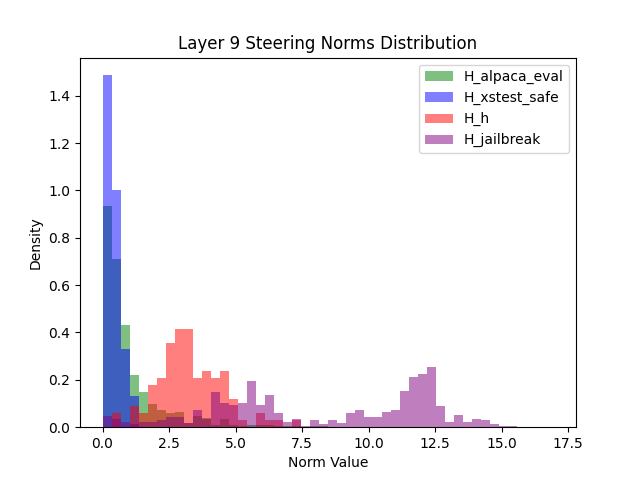 Layer 9 Steering Norms Distribution
H_alpaca_eval
H_xstest_safe
H_h
H_jailbreak
Density
1.4
1.2
1.0
0.8
0.6
0.4
0.2
0.0
0.0 2.5 5.0 7.5 10.0 12.5 15.0 17.5
Norm Value